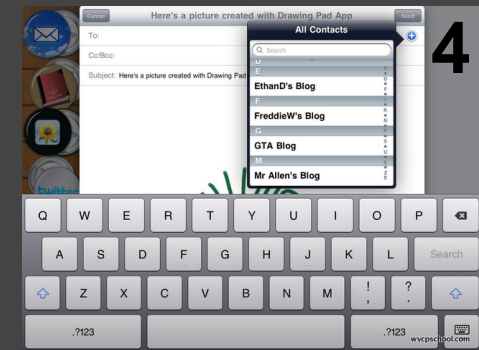 4
Cancel Here's a picture created with Drawing Pad App Send
To:
Cc/Bcc:
Subject: Here's a picture created with Drawing Pad
All Contacts
Search
D
E
EthanD's Blog
F
FreddieW's Blog
G
GTA Blog
M
Mr Allen's Blog
twitter
Q W E R T Y U I O P
A S D F G H J K L Search
Z X C V B N M ! , ? .
.?123 .?123
wvcpschool.com